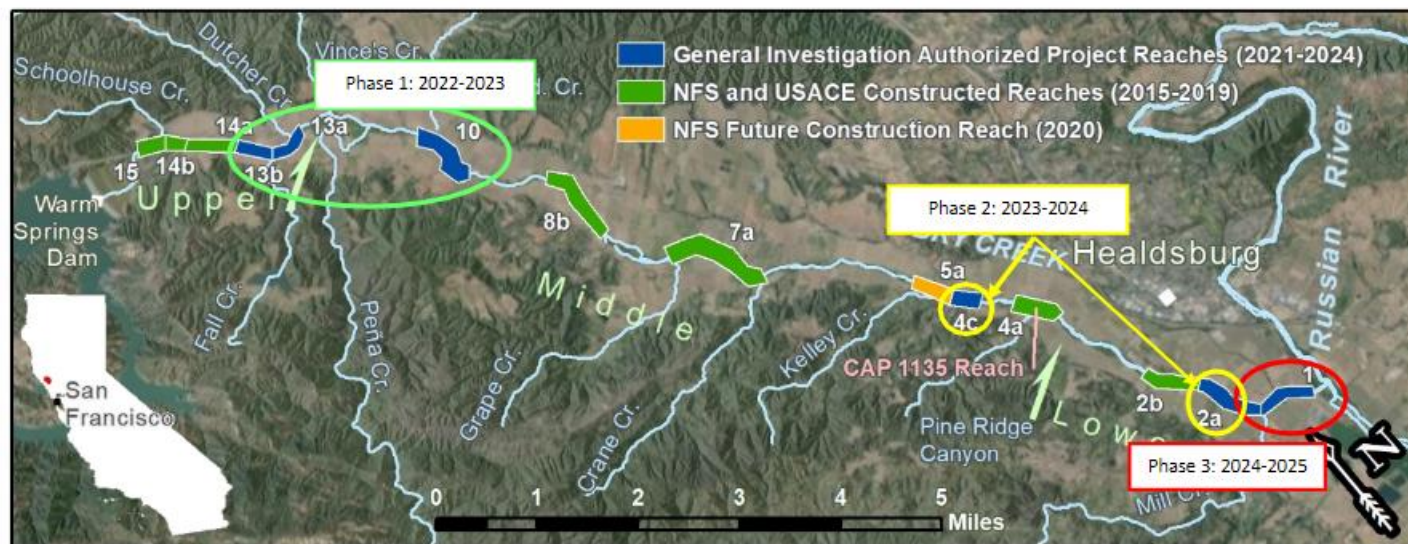 General Investigation Authorized Project Reaches (2021-2024)
NFS and USACE Constructed Reaches (2015-2019)
NFS Future Construction Reach (2020)
Schoolhouse Cr.
Dutcher Cr.
Vince's Cr.
Phase 1: 2022-2023
d. Cr.
15
14b
14a
13b
13a
10
Upper
Warm
Springs
Dam
Fall Cr.
Peña Cr.
8b
7a
Middle
Grape Cr.
Crane Cr.
Kelley Cr.
Phase 2: 2023-2024
CREEK
Healdsburg
Russian River
5a
4c
4a
CAP 1135 Reach
Pine Ridge
Canyon
2b
2a
1
Lowe
Phase 3: 2024-2025
Mill Cr.
San
Francisco
0 1 2 3 4 5
Miles
N